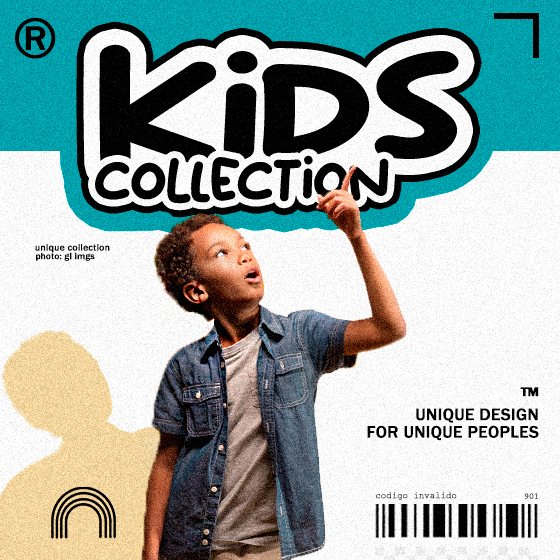 ®
KiDS
COLLECTiON
unique collection
photo: gl imgs
TM
UNIQUE DESIGN
FOR UNIQUE PEOPLES
codigo invalido 901